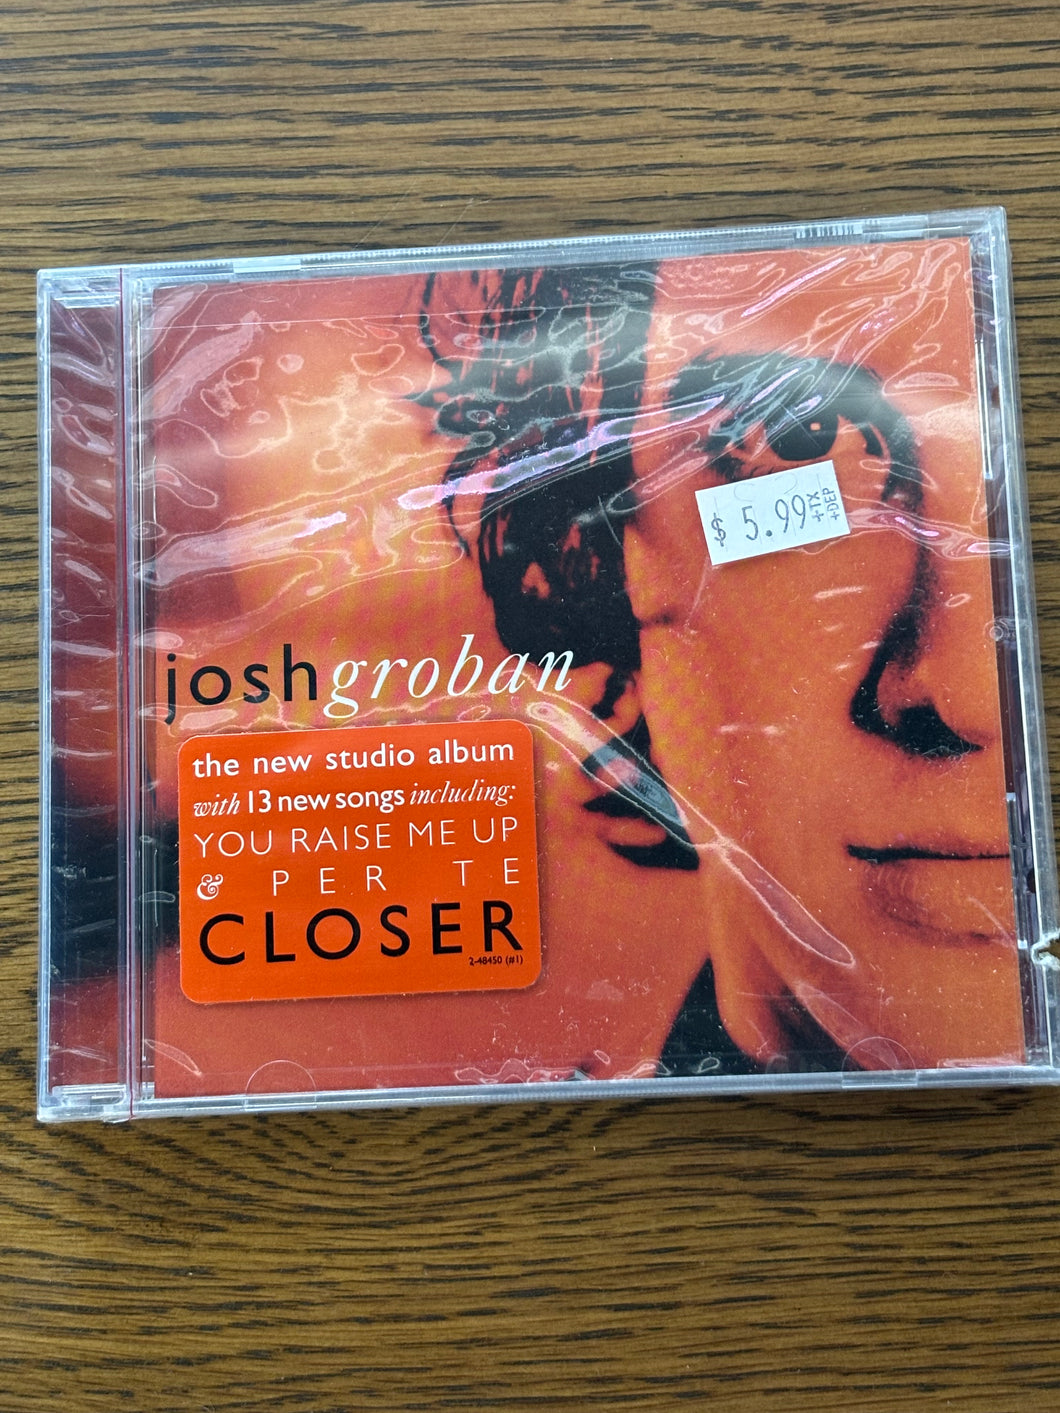 $ 5.99 +TX
+DEP
joshgroban
the new studio album
with 13 new songs including:
YOU RAISE ME UP
& PER TE
CLOSER
2-48450 (#1)